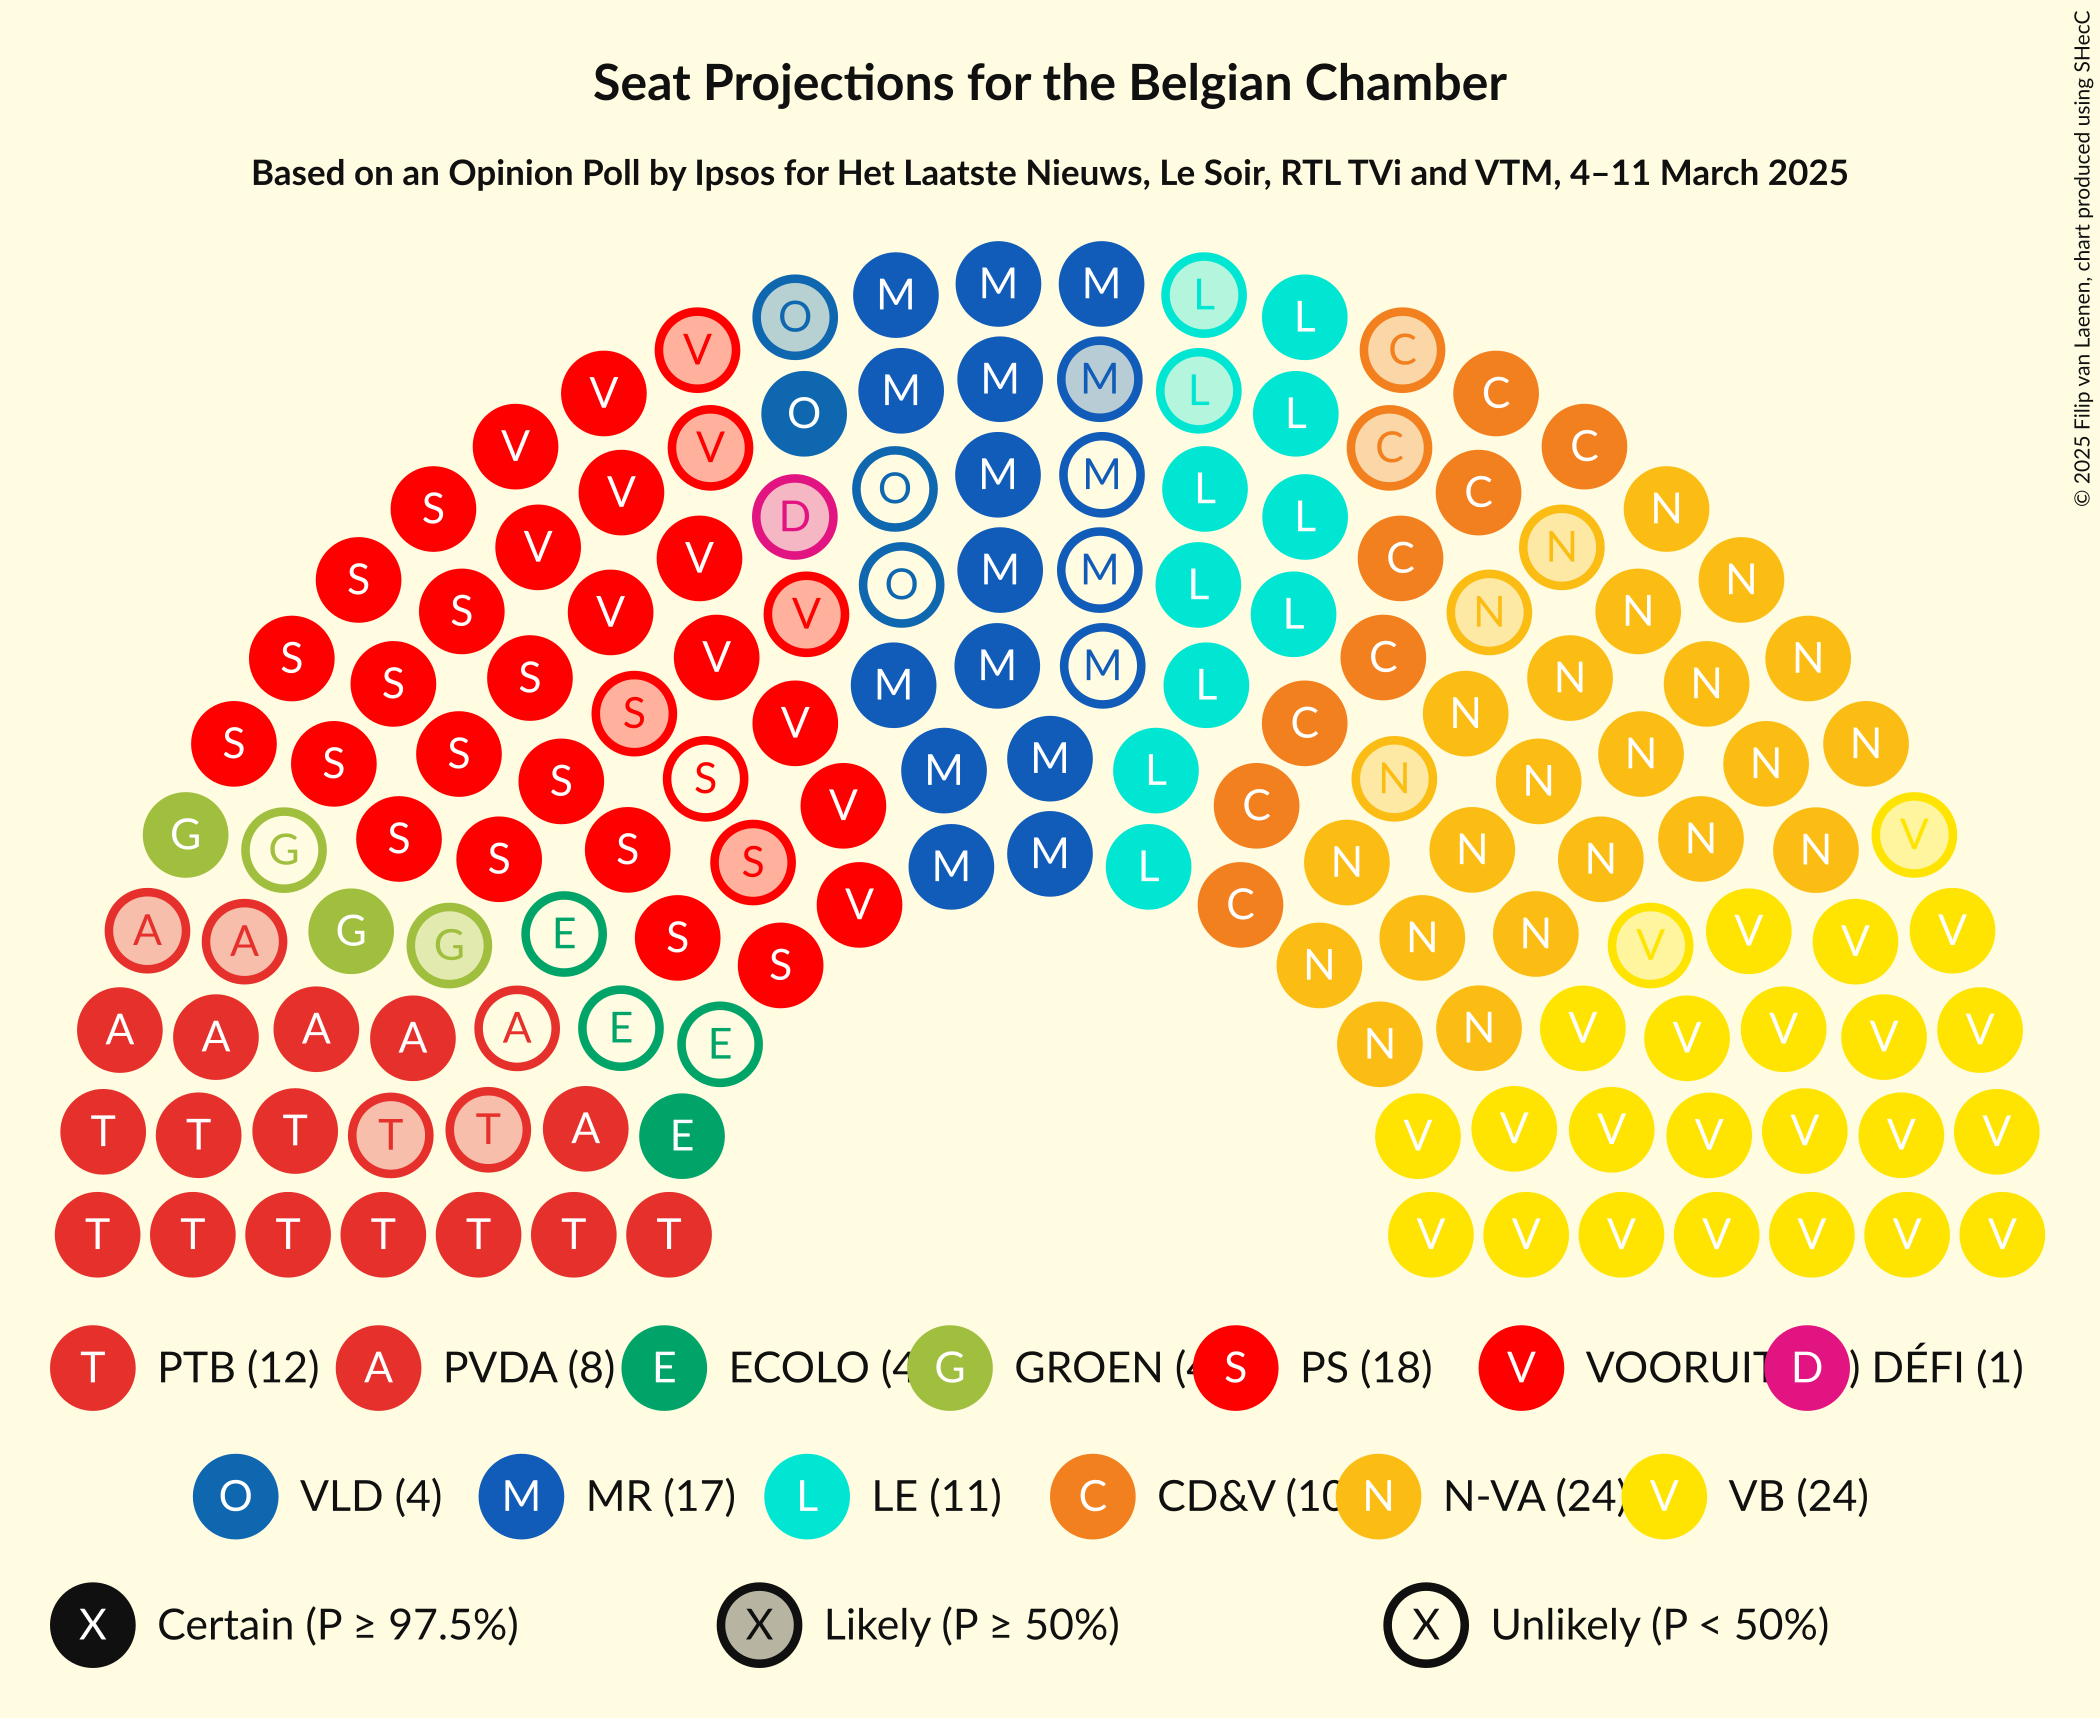 Seat Projections for the Belgian Chamber
Based on an Opinion Poll by Ipsos for Het Laatste Nieuws, Le Soir, RTL TVi and VTM, 4–11 March 2025
© 2025 Filip van Laenen, chart produced using SHecC
O M M M L L
V C
V O M M M L L C
V V C C
S V D O M M L L C N
S V V O M M L C N N
S V V L N N
S S S V M M M L C N N N
S V C N
S S S S S M M L N N N N N
V C
G G S S S S M M L N N N N N V
V C
A A G G E S S N N N V V V V
A A A A A E E N N V V V V V
T T T T T A E V V V V V V V
T T T T T T T V V V V V V V
T PTB (12) A PVDA (8) E ECOLO (4 G GROEN ( S PS (18) V VOORUIT D ) DÉFI (1)
O VLD (4) M MR (17) L LE (11) C CD&V (10 N N-VA (24) V VB (24)
X Certain (P ≥ 97.5%) X Likely (P ≥ 50%) X Unlikely (P < 50%)